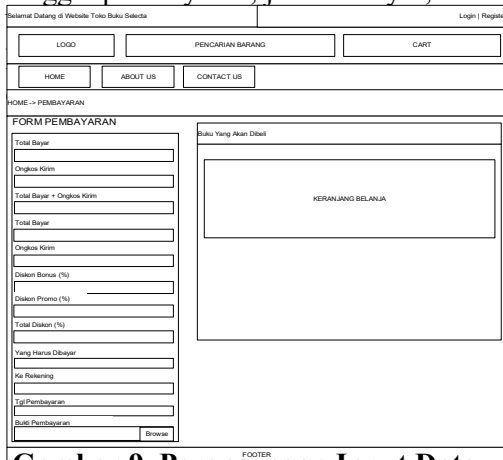 Selamat Datang di Website Toko Buku Selecta
Login | Registe
LOGO
PENCARIAN BARANG
CART
HOME
ABOUT US
CONTACT US
HOME -> PEMBAYARAN
FORM PEMBAYARAN
Total Bayar
Ongkos Kirim
Total Bayar + Ongkos Kirim
Total Bayar
Ongkos Kirim
Diskon Bonus (%)
Diskon Promo (%)
Total Diskon (%)
Yang Harus Dibayar
Ke Rekening
Tgl Pembayaran
Bukti Pembayaran
Browse
Buku Yang Akan Dibeli
KERANJANG BELANJA
FOOTER